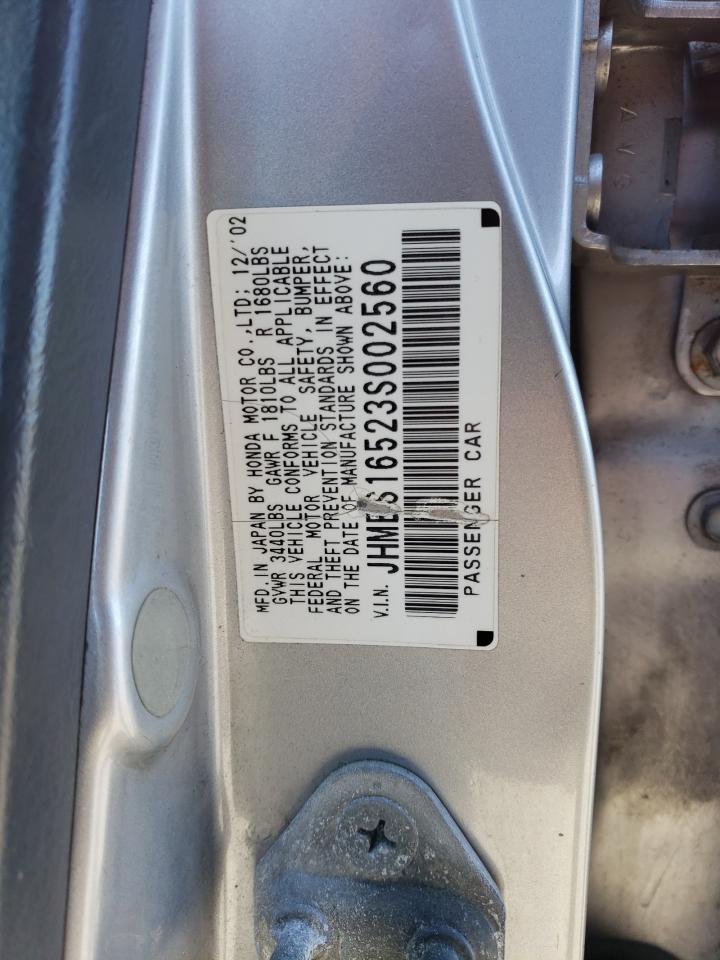 MFD. IN JAPAN BY HONDA MOTOR CO.,LTD; 12/'02
GVWR 3440LBS GAWR F 1810LBS R 1680LBS
THIS VEHICLE CONFORMS TO ALL APPLICABLE
FEDERAL MOTOR VEHICLE SAFETY, BUMPER,
AND THEFT PREVENTION STANDARDS IN EFFECT
ON THE DATE OF MANUFACTURE SHOWN ABOVE:
V.I.N. JHMES16523S002560
PASSENGER CAR